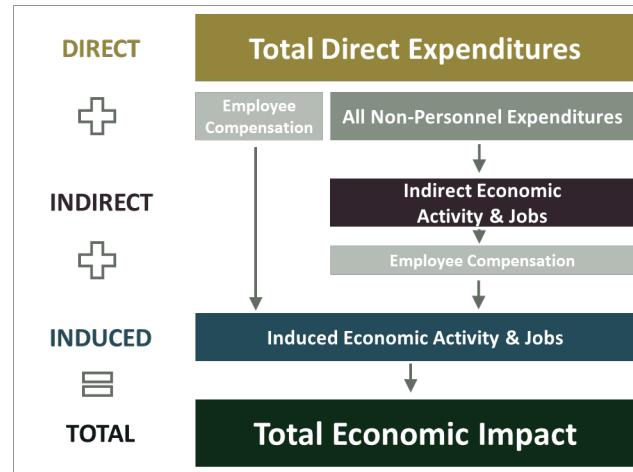 DIRECT
Total Direct Expenditures
Employee
Compensation
All Non-Personnel Expenditures
INDIRECT
Indirect Economic
Activity & Jobs
Employee Compensation
INDUCED
Induced Economic Activity & Jobs
TOTAL
Total Economic Impact